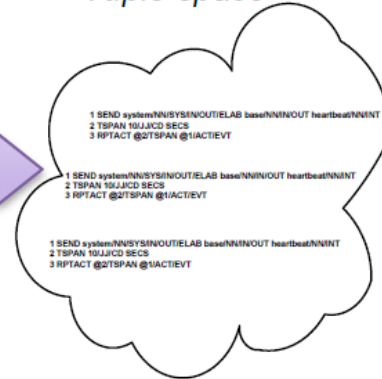 Tuple Space
1 SEND system/NN/SYS/IN/OUT/ELAB base/NN/IN/OUT heartbeat/NN/INT
2 TSPAN 10/JJ/CD SECS
3 RPTACT @2/TSPAN @1/ACT/EVT
1 SEND system/NN/SYS/IN/OUT/ELAB base/NN/IN/OUT heartbeat/NN/INT
2 TSPAN 10/JJ/CD SECS
3 RPTACT @2/TSPAN @1/ACT/EVT
1 SEND system/NN/SYS/IN/OUT/ELAB base/NN/IN/OUT heartbeat/NN/INT
2 TSPAN 10/JJ/CD SECS
3 RPTACT @2/TSPAN @1/ACT/EVT